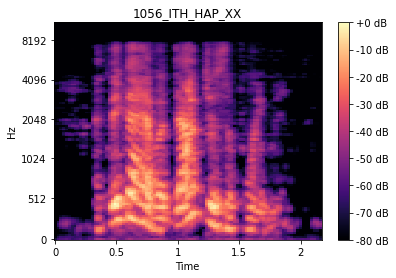 1056_ITH_HAP_XX
+0 dB
8192
-10 dB
4096
-20 dB
-30 dB
2048
Hz
-40 dB
1024
-50 dB
512
-60 dB
-70 dB
0
-80 dB
0 0.5 1 1.5 2
Time